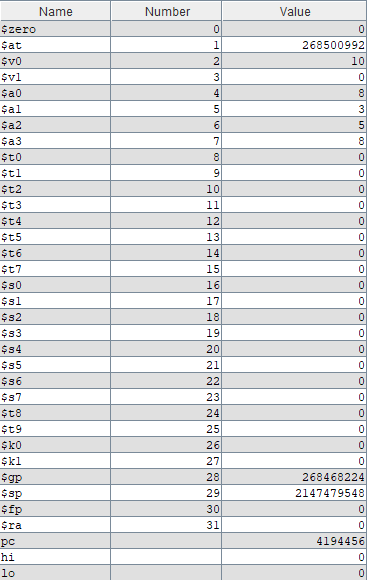 Name Number Value
$zero 0 0
$at 1 268500992
$v0 2 10
$v1 3 0
$a0 4 8
$a1 5 3
$a2 6 5
$a3 7 8
$t0 8 0
$t1 9 0
$t2 10 0
$t3 11 0
$t4 12 0
$t5 13 0
$t6 14 0
$t7 15 0
$s0 16 0
$s1 17 0
$s2 18 0
$s3 19 0
$s4 20 0
$s5 21 0
$s6 22 0
$s7 23 0
$t8 24 0
$t9 25 0
$k0 26 0
$k1 27 0
$gp 28 268468224
$sp 29 2147479548
$fp 30 0
$ra 31 0
pc 4194456
hi 0
lo 0